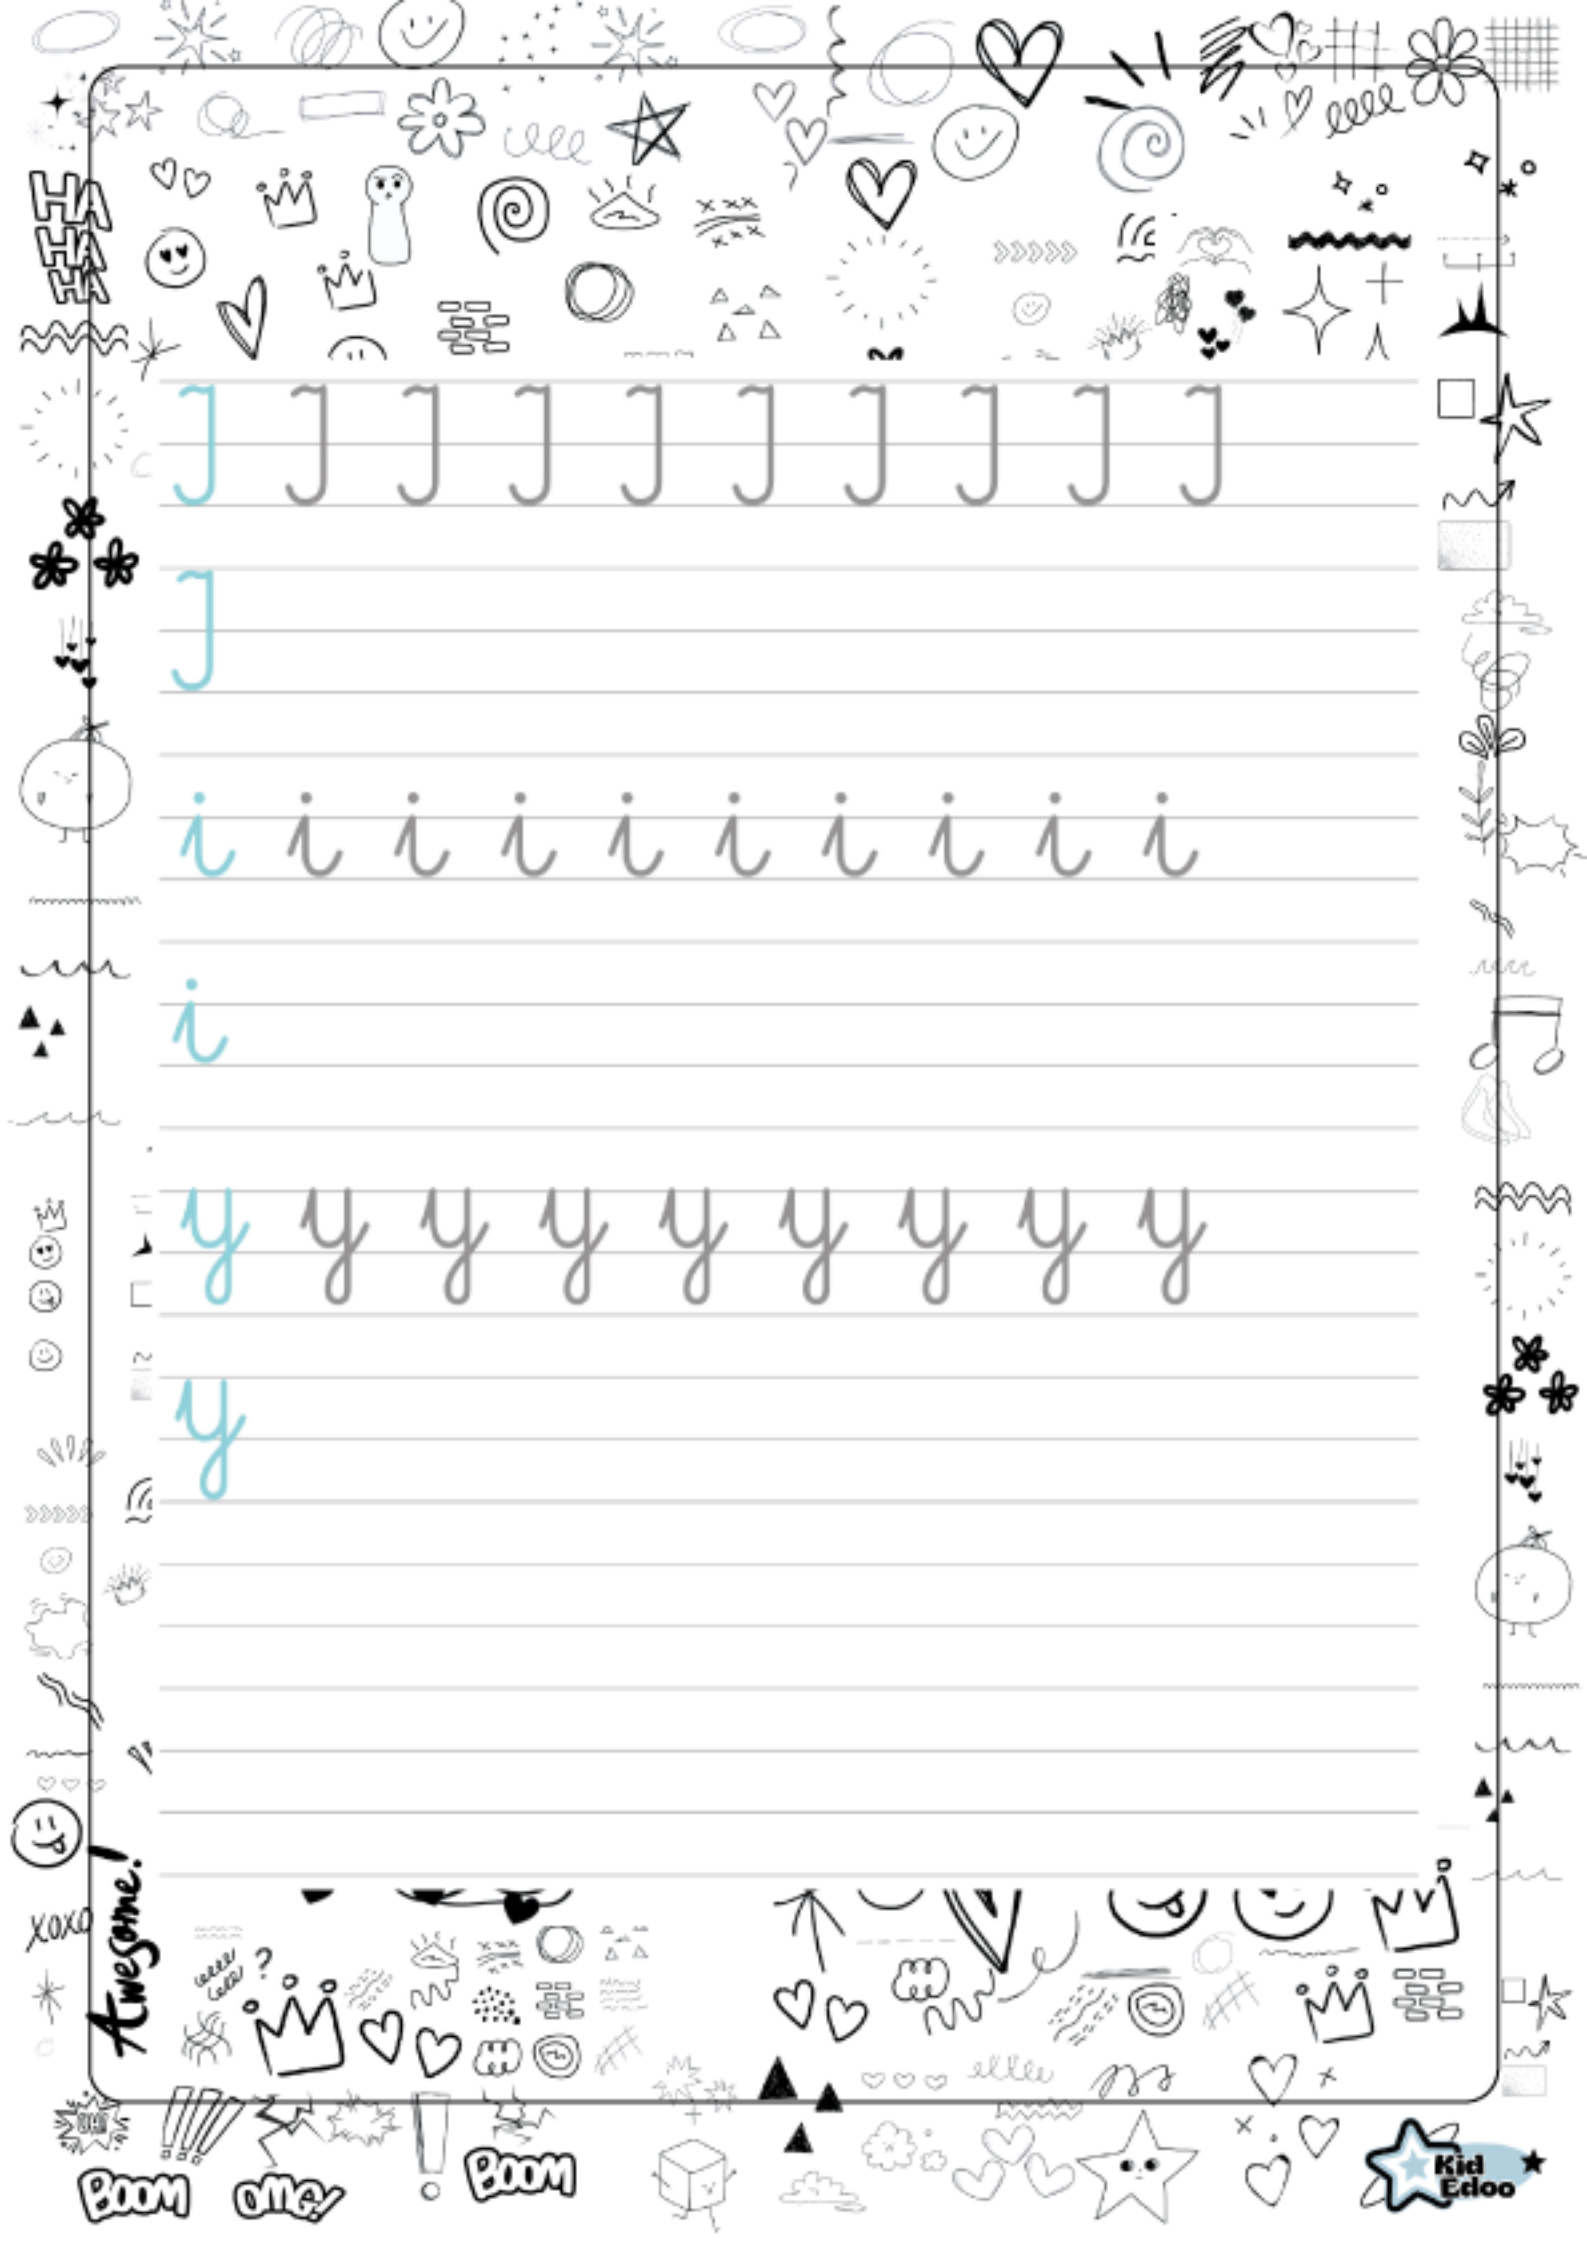 HA
HA
HA
I I I I I I I I I I
I
i i i i i i i i i i
i
y y y y y y y y y
y
Awesome!
XOXO
?
BOOM OMG! BOOM
Kid
Edoo